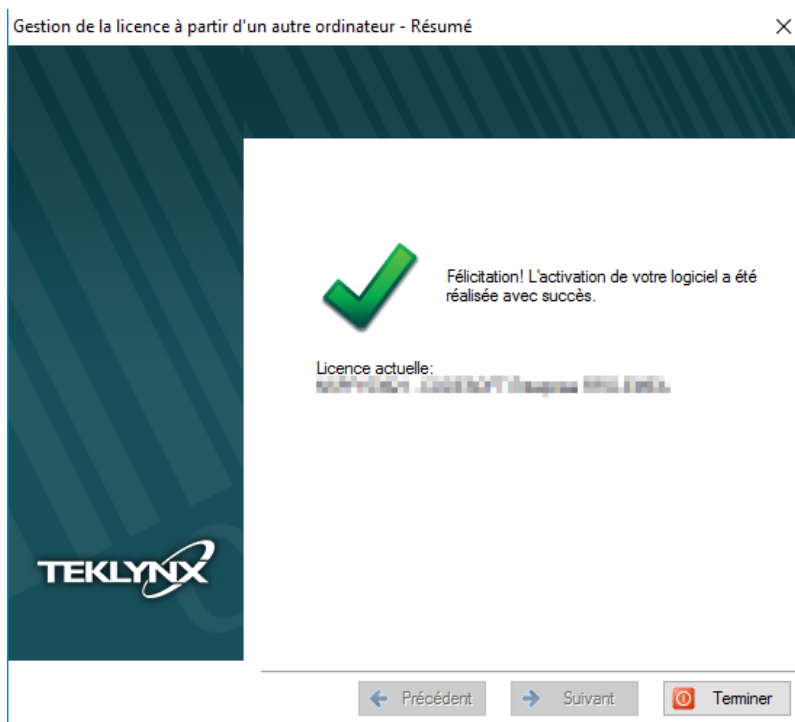 Gestion de la licence à partir d'un autre ordinateur - Résumé
Félicitation! L'activation de votre logiciel a été
réalisée avec succès.
Licence actuelle:
TEKLYNX
Précédent
Suivant
Terminer